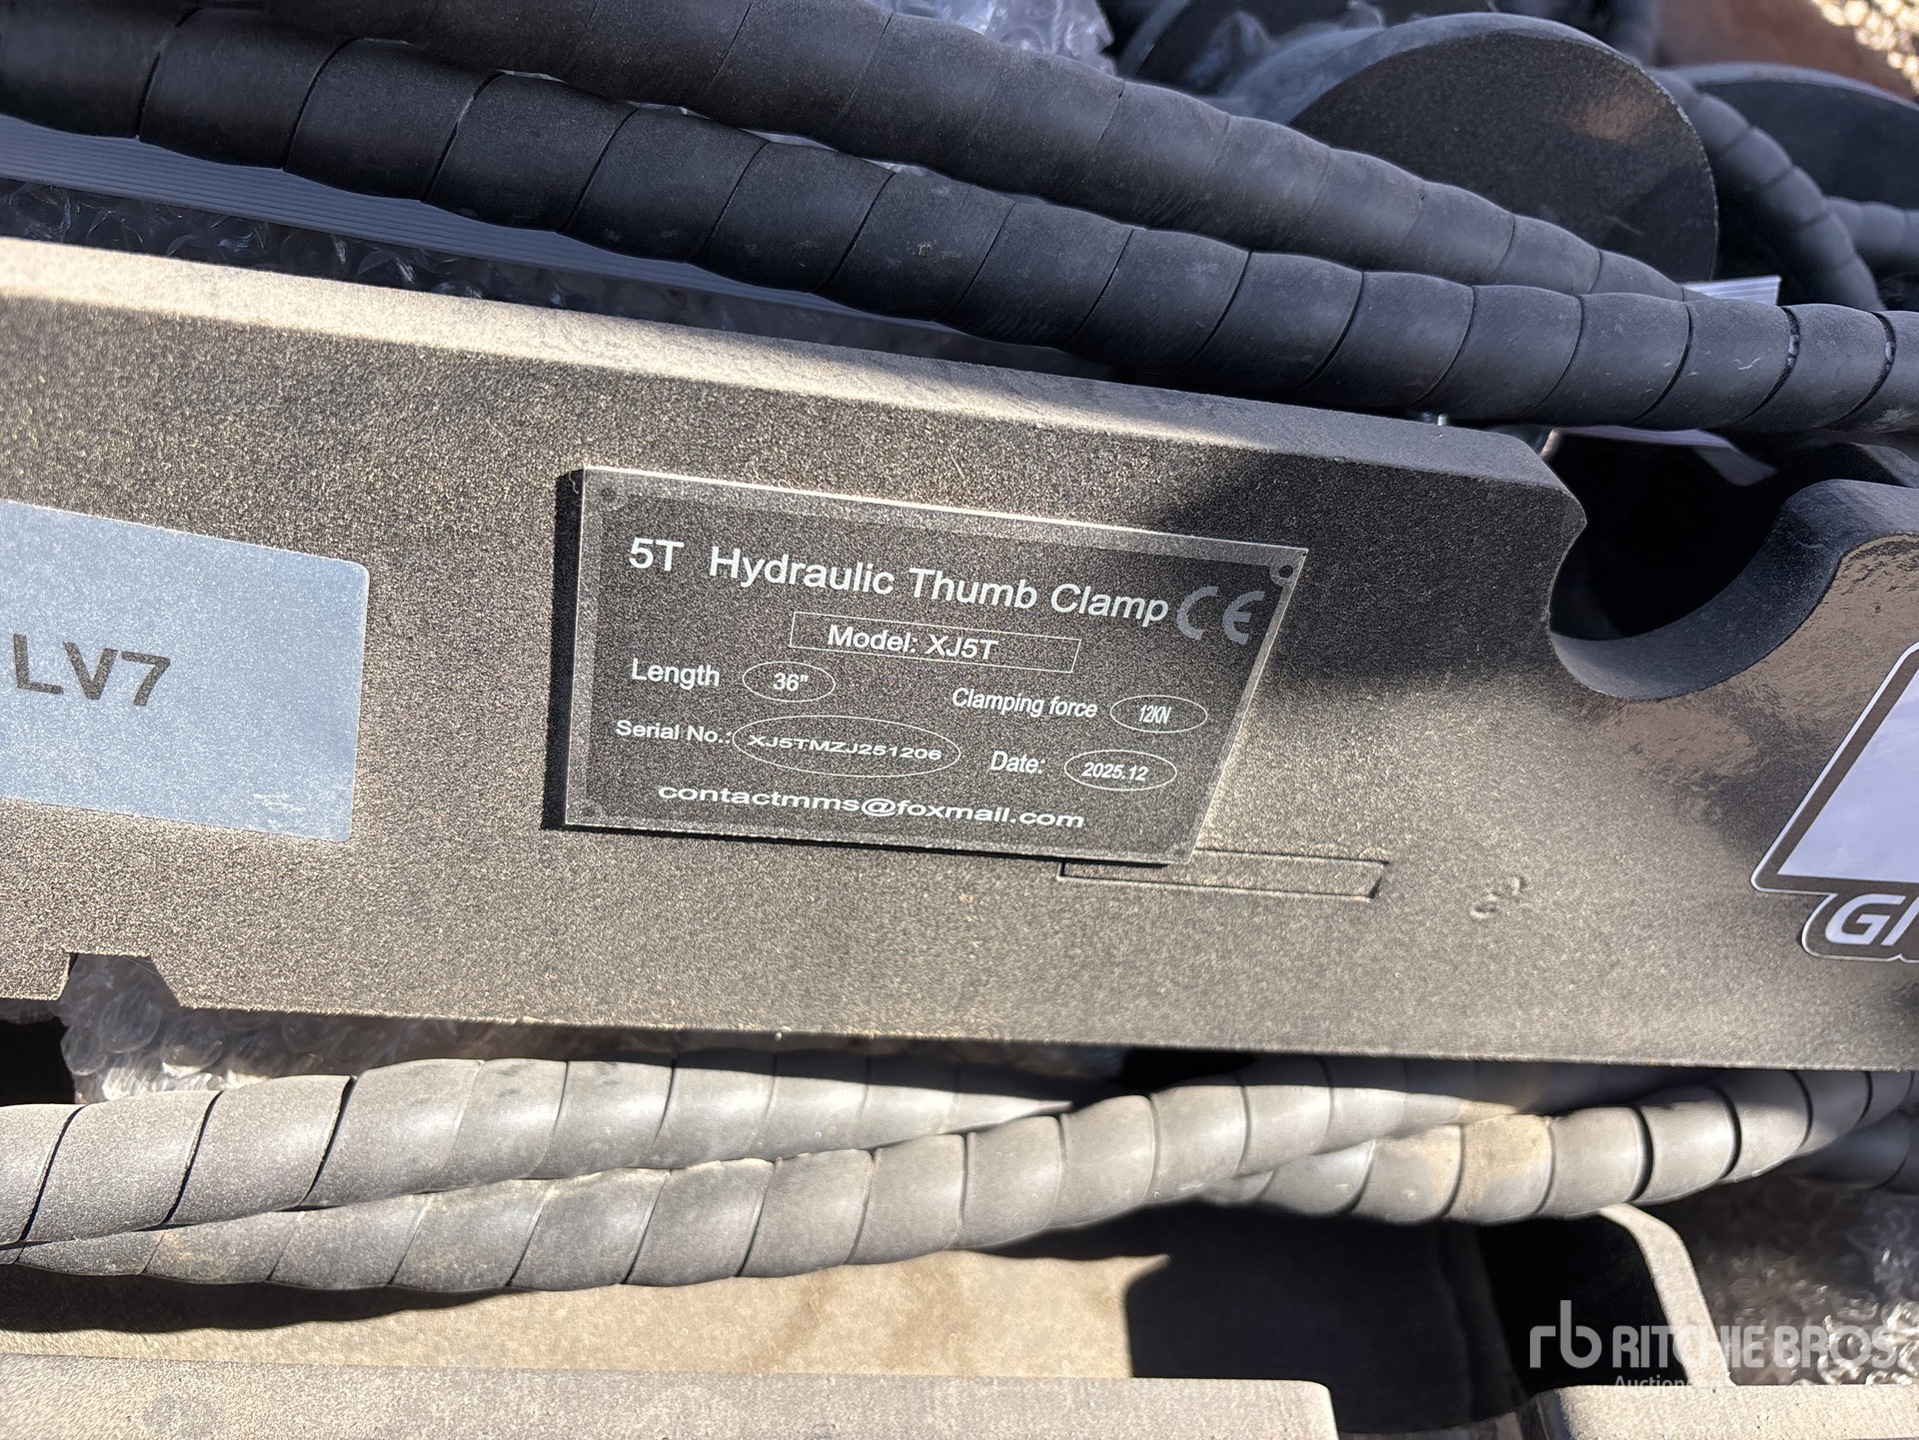 LV7
5T Hydraulic Thumb Clamp CE
Model: XJ5T
Length 36"
Clamping force 12KN
Serial No.: XJ5TMZJ251206
Date: 2025.12
contactmms@foxmail.com
rb RITCHIE BROS